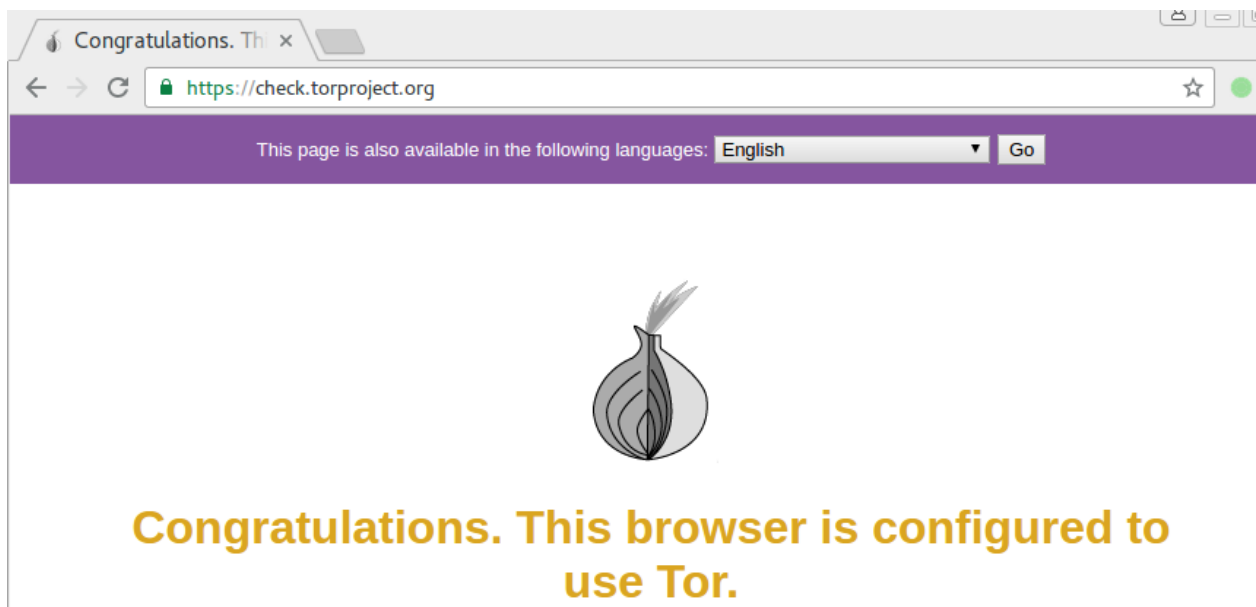 Congratulations. Thi
https://check.torproject.org
This page is also available in the following languages: English Go
Congratulations. This browser is configured to
use Tor.